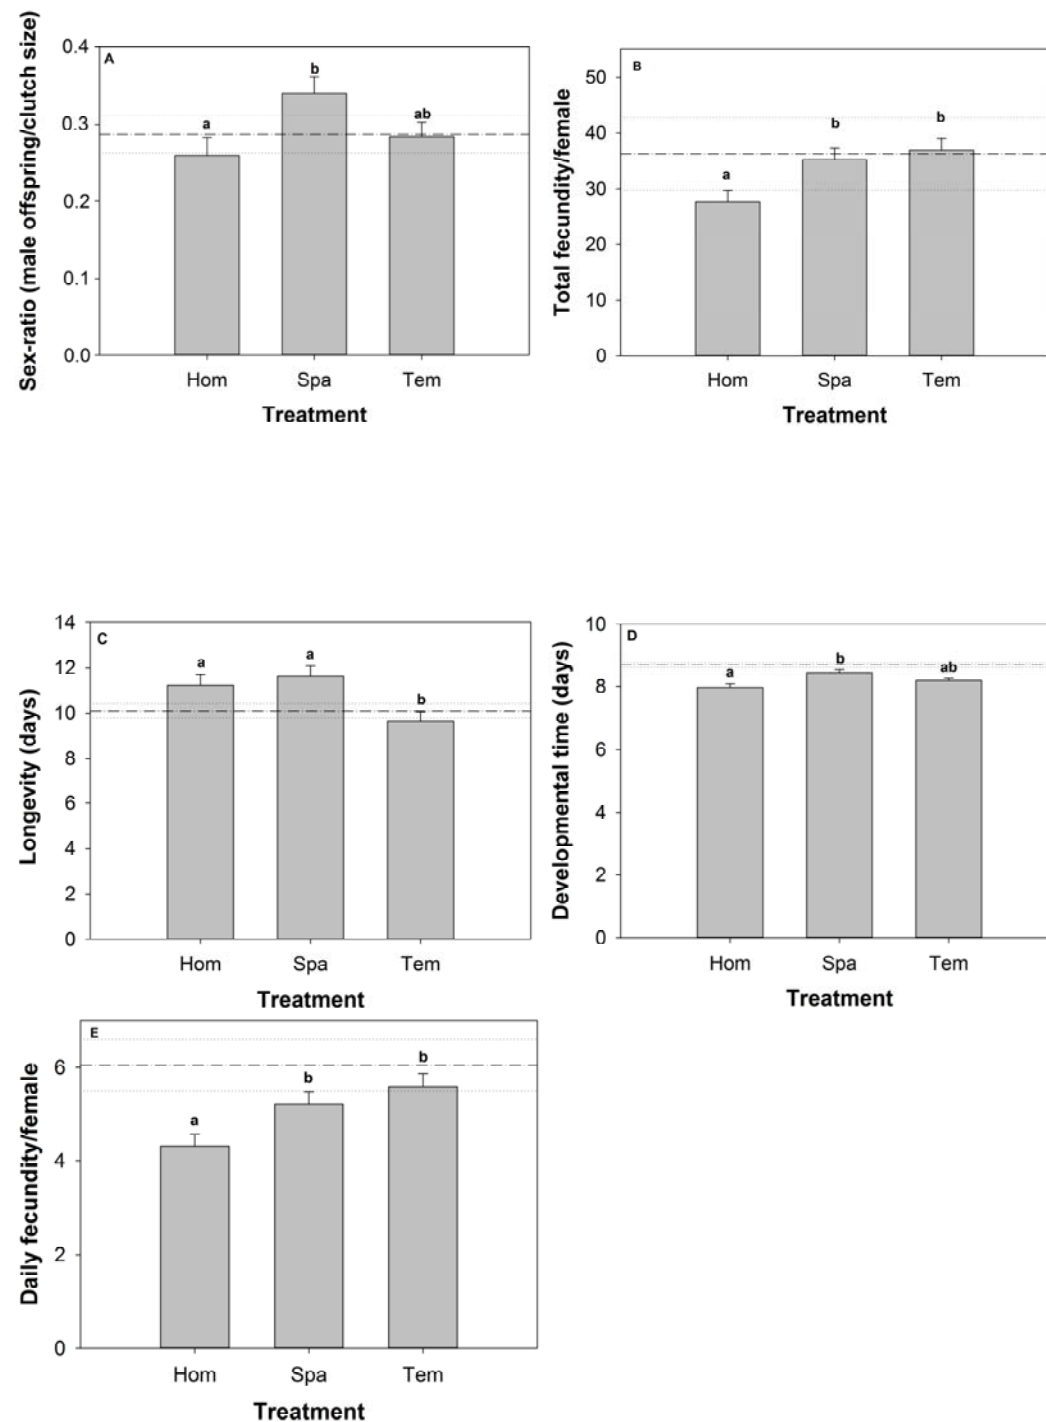 A
Sex-ratio (male offspring/clutch size)
0.4
0.3
0.2
0.1
0.0
a
b
ab
Hom Spa Tem
Treatment
B
Total fecundity/female
50
40
30
20
10
0
a
b
b
Hom Spa Tem
Treatment
C
Longevity (days)
14
12
10
8
6
4
2
0
a
a
b
Hom Spa Tem
Treatment
D
Developmental time (days)
10
8
6
4
2
0
a
b
ab
Hom Spa Tem
Treatment
E
Daily fecundity/female
6
4
2
0
a
b
b
Hom Spa Tem
Treatment